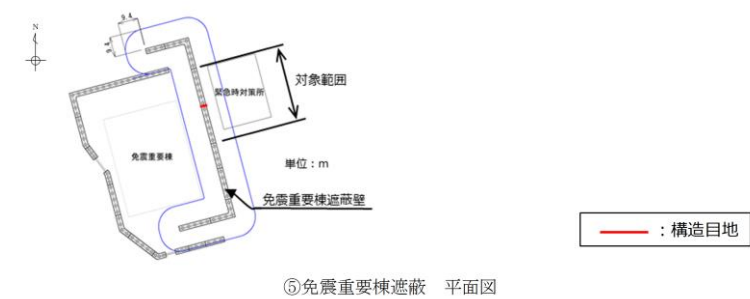 N
9.4
9.4
緊急時対策所
対象範囲
免震重要棟
単位：m
免震重要棟遮蔽壁
：構造目地
⑤免震重要棟遮蔽　平面図